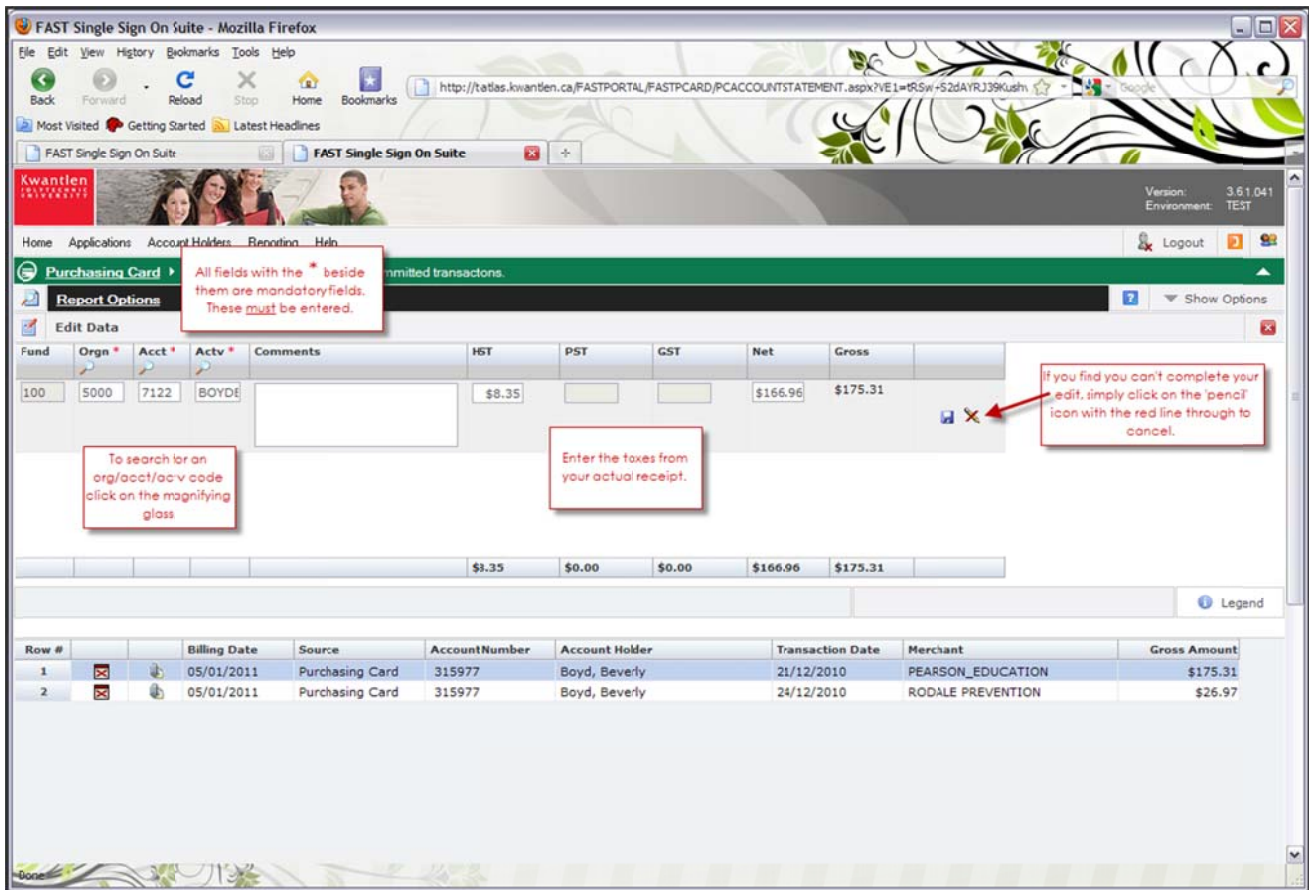 FAST Single Sign On Suite - Mozilla Firefox
File Edit View History Bookmarks Tools Help
Back Forward Reload Stop Home Bookmarks
http://tatlas.kwantlen.ca/FASTPORTAL/FASTPCARD/PCACCOUNTSTATEMENT.aspx?VE1=tRSw+S2dAYRJ39Kushv
Google
Most Visited Getting Started Latest Headlines
FAST Single Sign On Suite
FAST Single Sign On Suite
Kwantlen
POLYTECHNIC
UNIVERSITY
Version: 3.6.1.041
Environment: TEST
Home Applications Account Holders Reporting Help
Logout
Purchasing Card
mmitted transactons.
All fields with the * beside
them are mandatory fields.
These must be entered.
Report Options
? Show Options
Edit Data
Fund Orgn * Acct * Actv * Comments HST PST GST Net Gross
100 5000 7122 BOYDE $8.35 $166.96 $175.31
If you find you can't complete your
edit, simply click on the 'pencil'
icon with the red line through to
cancel.
To search for an
org/acct/actv code
click on the magnifying
glass
Enter the taxes from
your actual receipt.
$8.35 $0.00 $0.00 $166.96 $175.31
Legend
Row # Billing Date Source AccountNumber Account Holder Transaction Date Merchant Gross Amount
1 05/01/2011 Purchasing Card 315977 Boyd, Beverly 21/12/2010 PEARSON_EDUCATION $175.31
2 05/01/2011 Purchasing Card 315977 Boyd, Beverly 24/12/2010 RODALE PREVENTION $26.97
Done